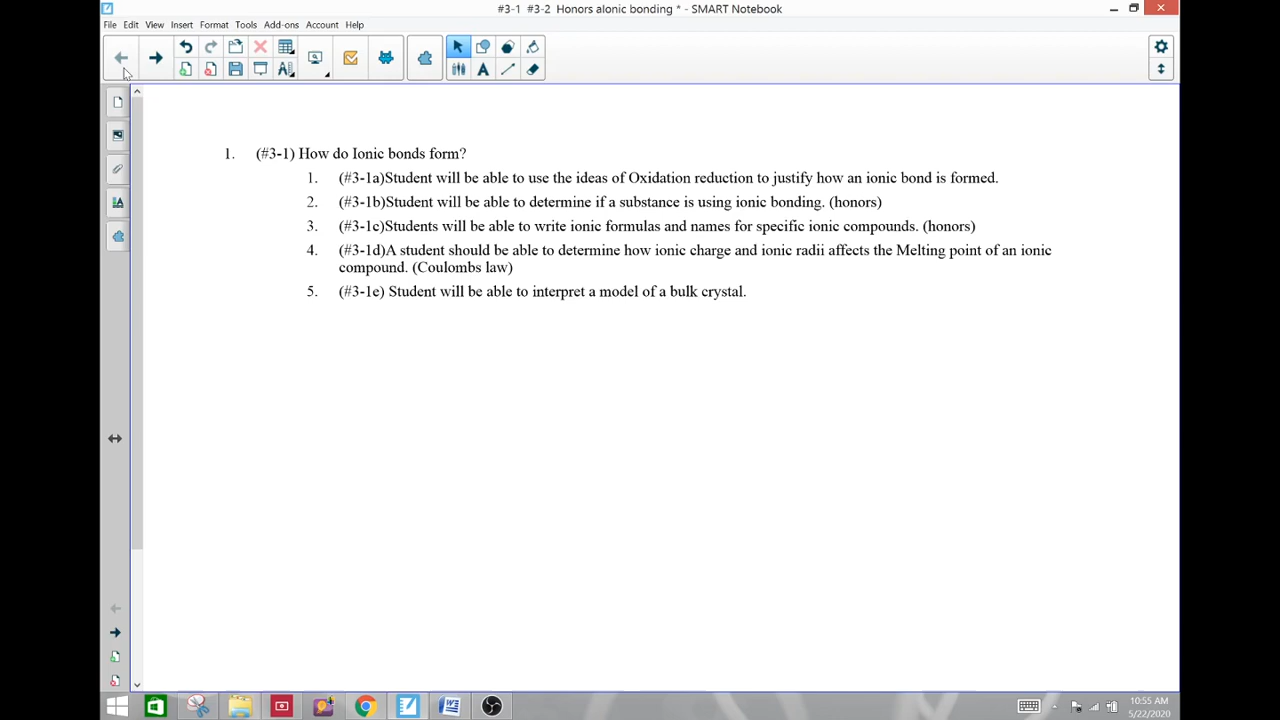 #3-1 #3-2 Honors aIonic bonding * - SMART Notebook
File Edit View Insert Format Tools Add-ons Account Help
1. (#3-1) How do Ionic bonds form?
1. (#3-1a)Student will be able to use the ideas of Oxidation reduction to justify how an ionic bond is formed.
2. (#3-1b)Student will be able to determine if a substance is using ionic bonding. (honors)
3. (#3-1c)Students will be able to write ionic formulas and names for specific ionic compounds. (honors)
4. (#3-1d)A student should be able to determine how ionic charge and ionic radii affects the Melting point of an ionic
compound. (Coulombs law)
5. (#3-1e) Student will be able to interpret a model of a bulk crystal.
10:55 AM
5/22/2020